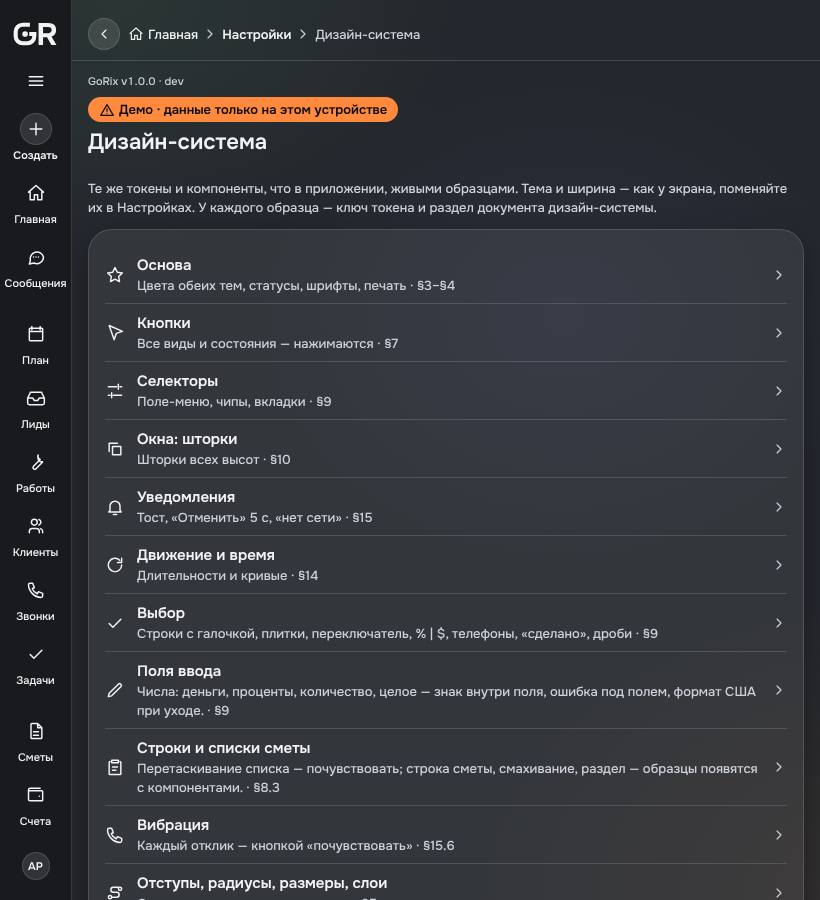 GR
Главная
Настройки
Дизайн-система
GoRix v1.0.0 · dev
Демо · данные только на этом устройстве
Дизайн-система
Те же токены и компоненты, что в приложении, живыми образцами. Тема и ширина — как у экрана, поменяйте
их в Настройках. У каждого образца — ключ токена и раздел документа дизайн-системы.
Создать
Главная
Сообщения
План
Лиды
Работы
Клиенты
Звонки
Задачи
Сметы
Счета
AP
Основа
Цвета обеих тем, статусы, шрифты, печать · §3–§4
Кнопки
Все виды и состояния — нажимаются · §7
Селекторы
Поле-меню, чипы, вкладки · §9
Окна: шторки
Шторки всех высот · §10
Уведомления
Тост, «Отменить» 5 с, «нет сети» · §15
Движение и время
Длительности и кривые · §14
Выбор
Строки с галочкой, плитки, переключатель, % | $, телефоны, «сделано», дроби · §9
Поля ввода
Числа: деньги, проценты, количество, целое — знак внутри поля, ошибка под полем, формат США
при уходе. · §9
Строки и списки сметы
Перетаскивание списка — почувствовать; строка сметы, смахивание, раздел — образцы появятся
с компонентами. · §8.3
Вибрация
Каждый отклик — кнопкой «почувствовать» · §15.6
Отступы, радиусы, размеры, слои